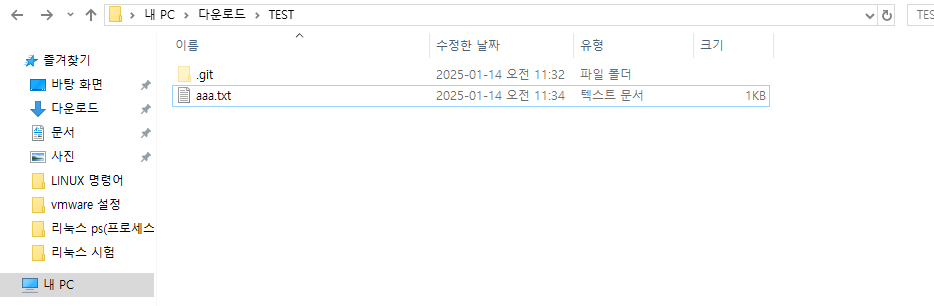 내 PC > 다운로드 > TEST
이름 수정한 날짜 유형 크기
.git 2025-01-14 오전 11:32 파일 폴더
aaa.txt 2025-01-14 오전 11:34 텍스트 문서 1KB
즐겨찾기
바탕 화면
다운로드
문서
사진
LINUX 명령어
vmware 설정
리눅스 ps(프로세스
리눅스 시험
내 PC